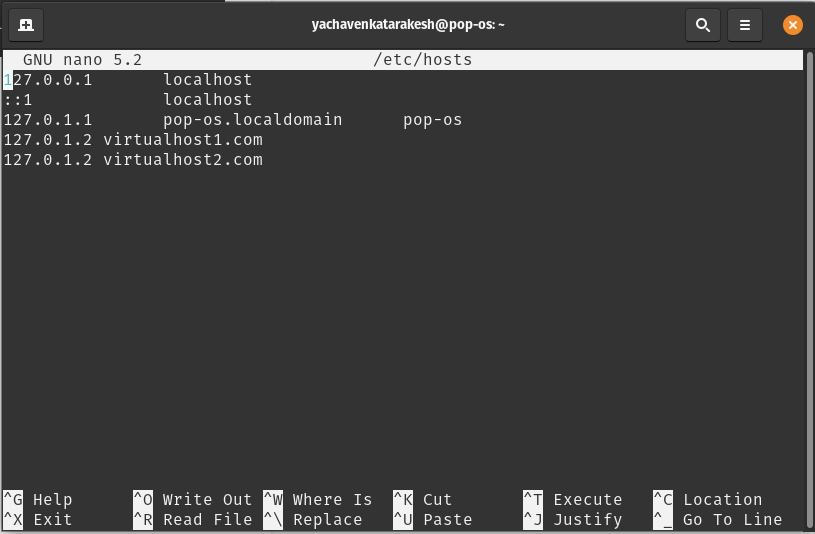 yachavenkatarakesh@pop-os: ~
GNU nano 5.2 /etc/hosts
127.0.0.1 localhost
::1 localhost
127.0.1.1 pop-os.localdomain pop-os
127.0.1.2 virtualhost1.com
127.0.1.2 virtualhost2.com
^G Help ^O Write Out ^W Where Is ^K Cut ^T Execute ^C Location
^X Exit ^R Read File ^\ Replace ^U Paste ^J Justify ^_ Go To Line